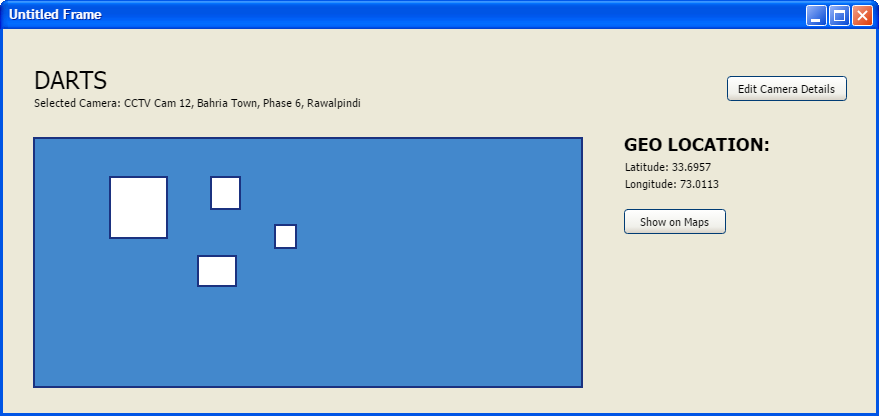 Untitled Frame
DARTS
Selected Camera: CCTV Cam 12, Bahria Town, Phase 6, Rawalpindi
Edit Camera Details
GEO LOCATION:
Latitude: 33.6957
Longitude: 73.0113
Show on Maps